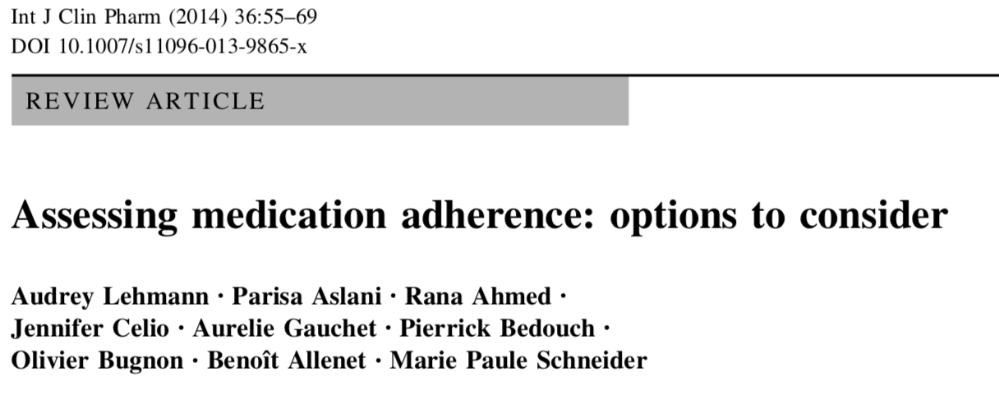 Int J Clin Pharm (2014) 36:55–69
DOI 10.1007/s11096-013-9865-x
REVIEW ARTICLE
Assessing medication adherence: options to consider
Audrey Lehmann · Parisa Aslani · Rana Ahmed ·
Jennifer Celio · Aurelie Gauchet · Pierrick Bedouch ·
Olivier Bugnon · Benoît Allenet · Marie Paule Schneider